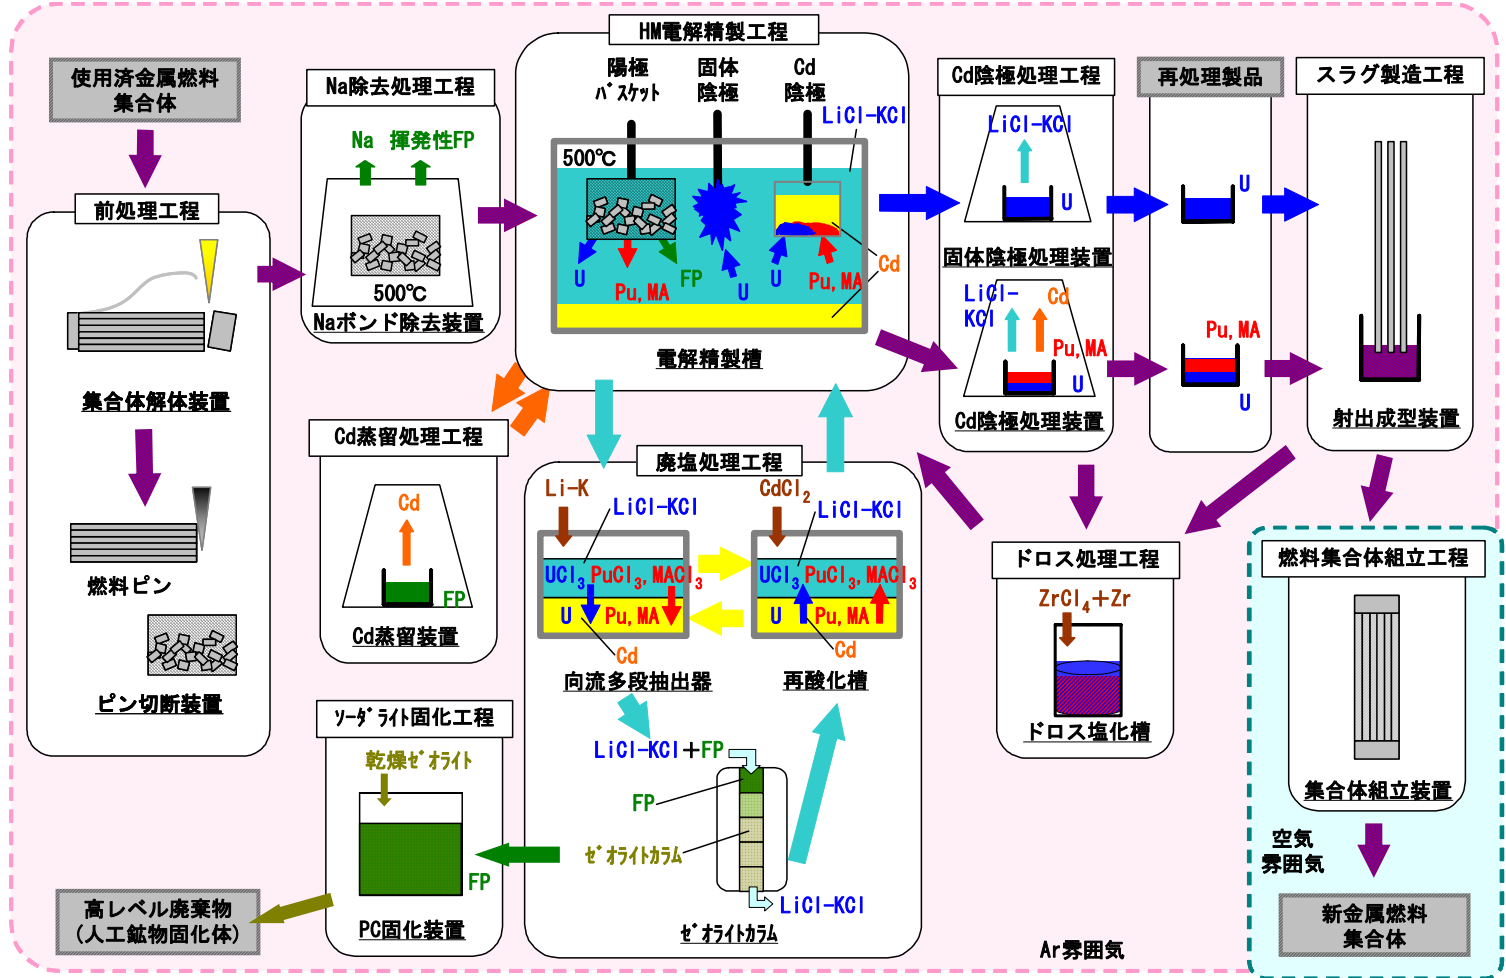 使用済金属燃料
集合体
前処理工程
集合体解体装置
燃料ピン
ピン切断装置
Na除去処理工程
Na 揮発性FP
500℃
Naボンド除去装置
HM電解精製工程
陽極
バスケット
固体
陰極
Cd
陰極
LiCl-KCl
500℃
U
Pu, MA
FP
U
U
Pu, MA
Cd
電解精製槽
Cd陰極処理工程
LiCl-KCl
U
固体陰極処理装置
LiCl-
KCl
Cd
Pu, MA
U
Cd陰極処理装置
再処理製品
U
Pu, MA
U
スラグ製造工程
射出成型装置
Cd蒸留処理工程
Cd
FP
Cd蒸留装置
廃塩処理工程
Li-K
LiCl-KCl
UCl3 PuCl3, MACl3
U Pu, MA
Cd
向流多段抽出器
CdCl2
LiCl-KCl
UCl3 PuCl3, MACl3
U Pu, MA
Cd
再酸化槽
LiCl-KCl+FP
FP
ゼオライトカラム
LiCl-KCl
ゼオライトカラム
ソーダライト固化工程
乾燥ゼオライト
FP
PC固化装置
高レベル廃棄物
(人工鉱物固化体)
ドロス処理工程
ZrCl4+Zr
ドロス塩化槽
燃料集合体組立工程
集合体組立装置
空気
雰囲気
新金属燃料
集合体
Ar雰囲気